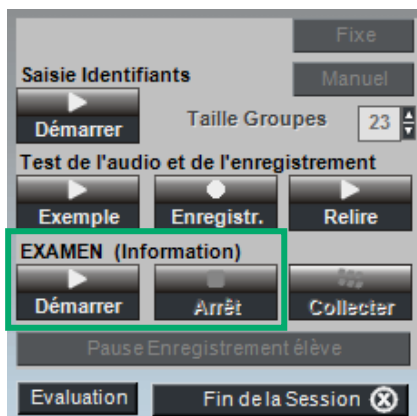 Fixe
Saisie Identifiants
Manuel
Démarrer
Taille Groupes 23
Test de l'audio et de l'enregistrement
Exemple Enregistr. Relire
EXAMEN (Information)
Démarrer Arrêt Collecter
Pause Enregistrement élève
Evaluation Fin de la Session